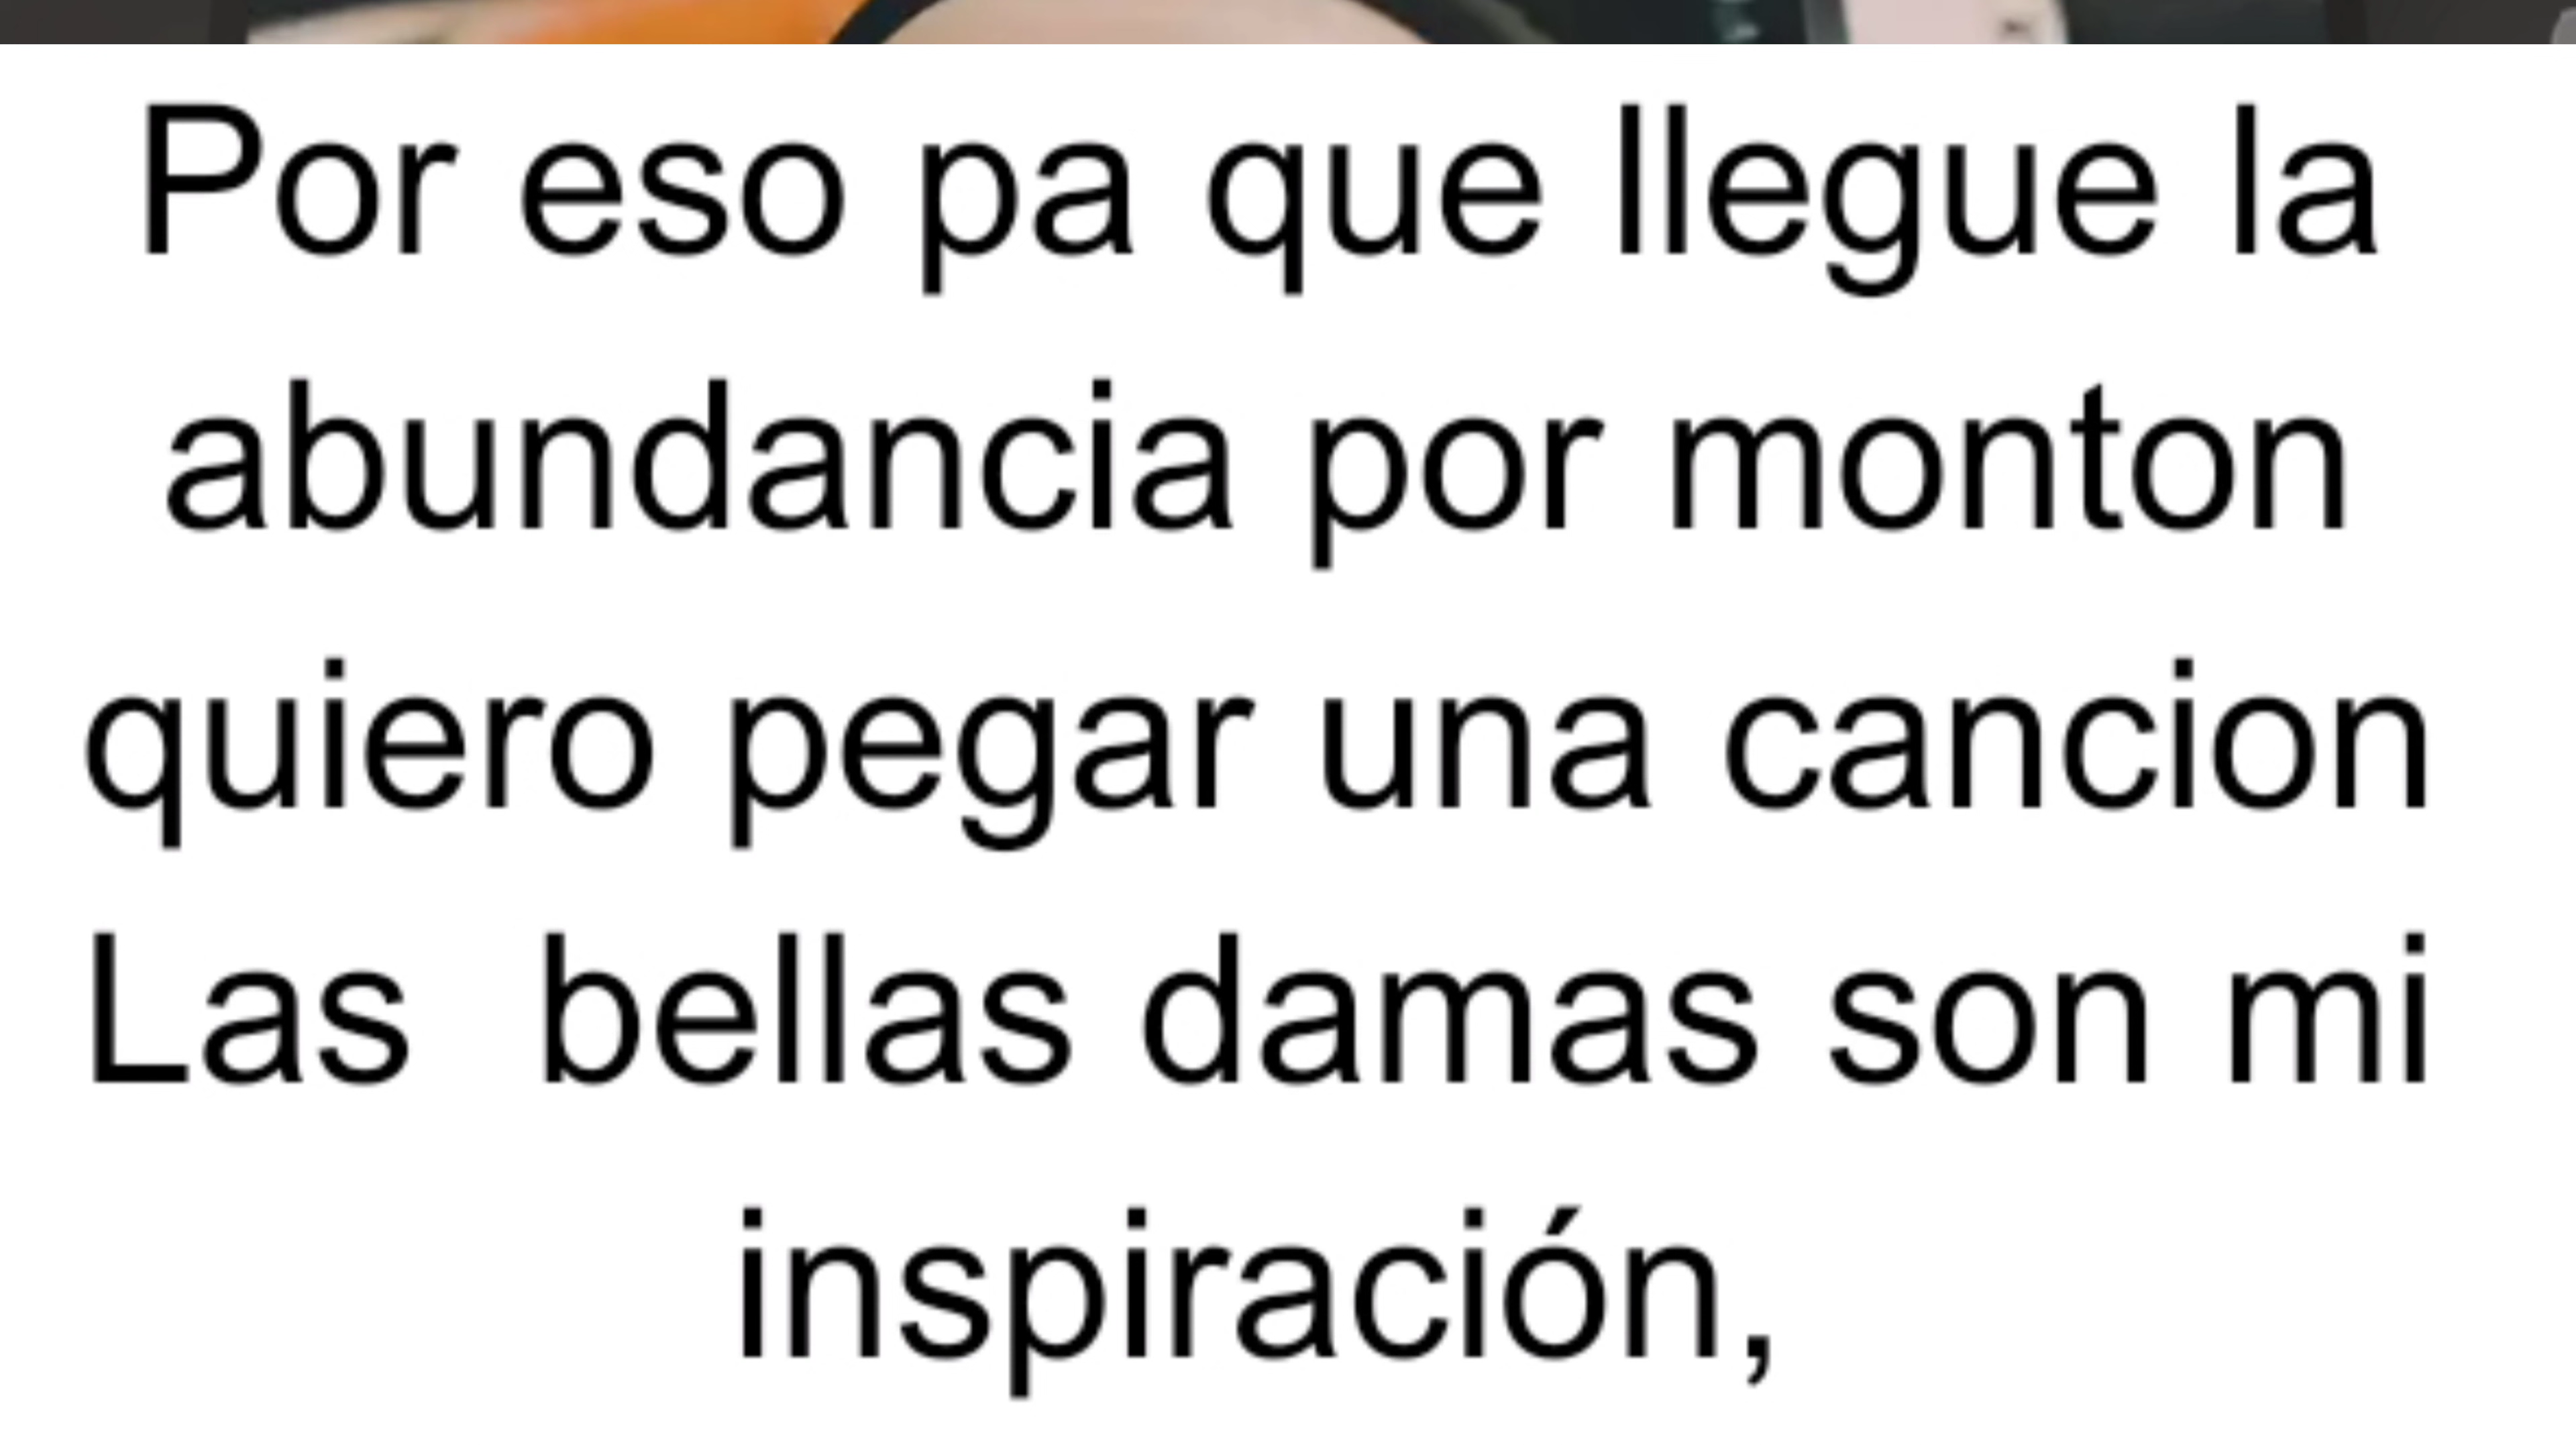 Por eso pa que llegue la
abundancia por monton
quiero pegar una cancion
Las  bellas damas son mi
inspiración,